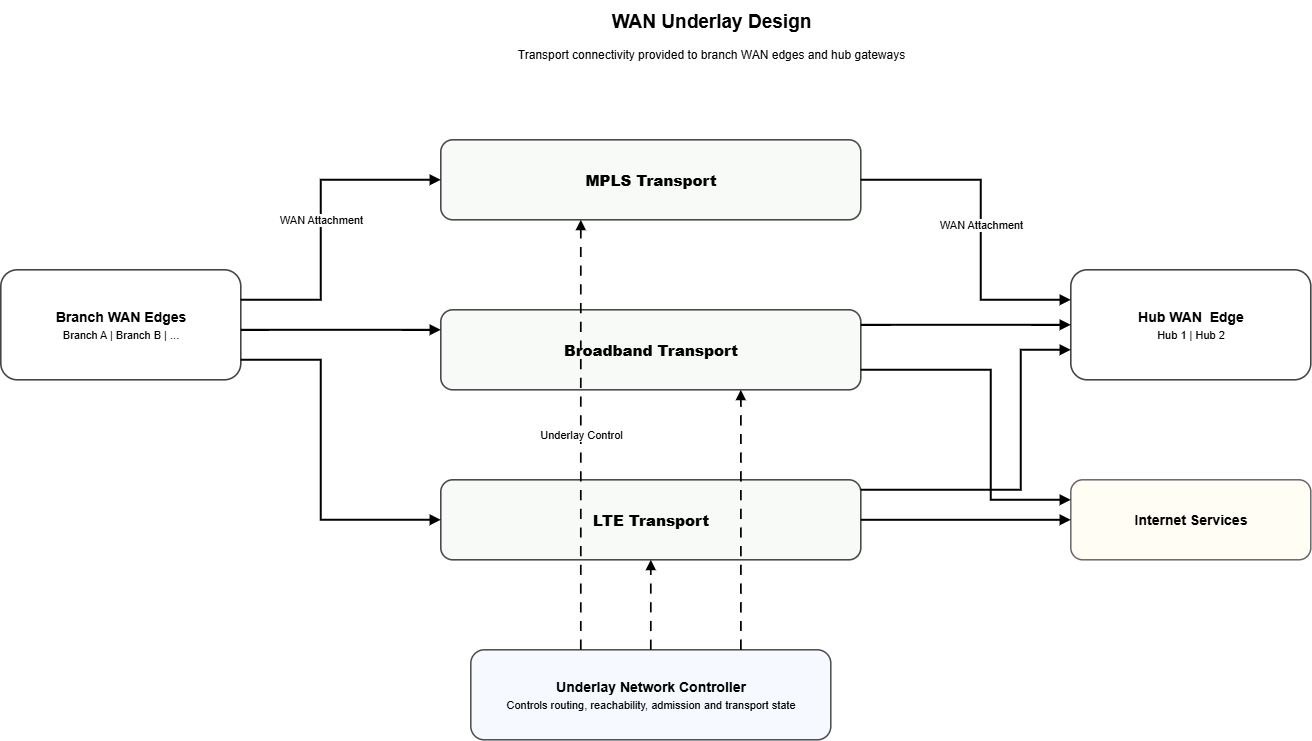 WAN Underlay Design
Transport connectivity provided to branch WAN edges and hub gateways
MPLS Transport
WAN Attachment
WAN Attachment
Branch WAN Edges
Branch A | Branch B | ...
Broadband Transport
Hub WAN  Edge
Hub 1 | Hub 2
Underlay Control
LTE Transport
Internet Services
Underlay Network Controller
Controls routing, reachability, admission and transport state